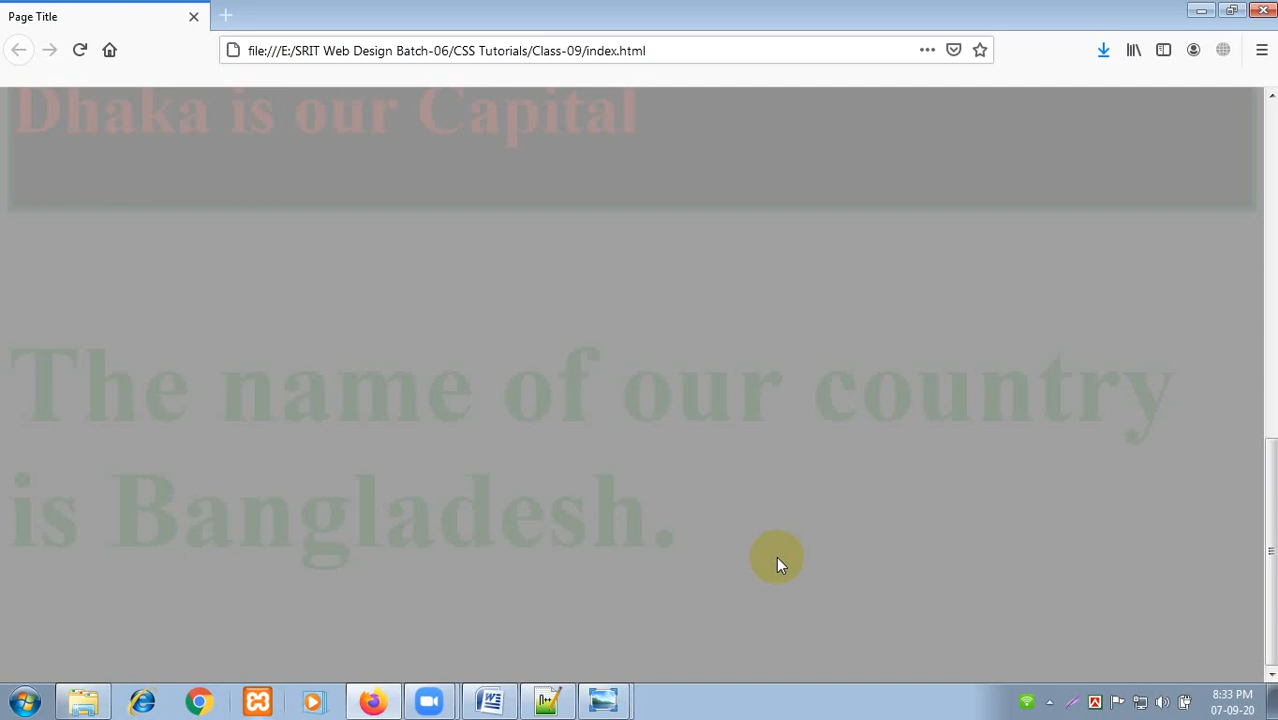 Page Title
file:///E:/SRIT Web Design Batch-06/CSS Tutorials/Class-09/index.html
Dhaka is our Capital
The name of our country
is Bangladesh.
8:33 PM
07-09-20